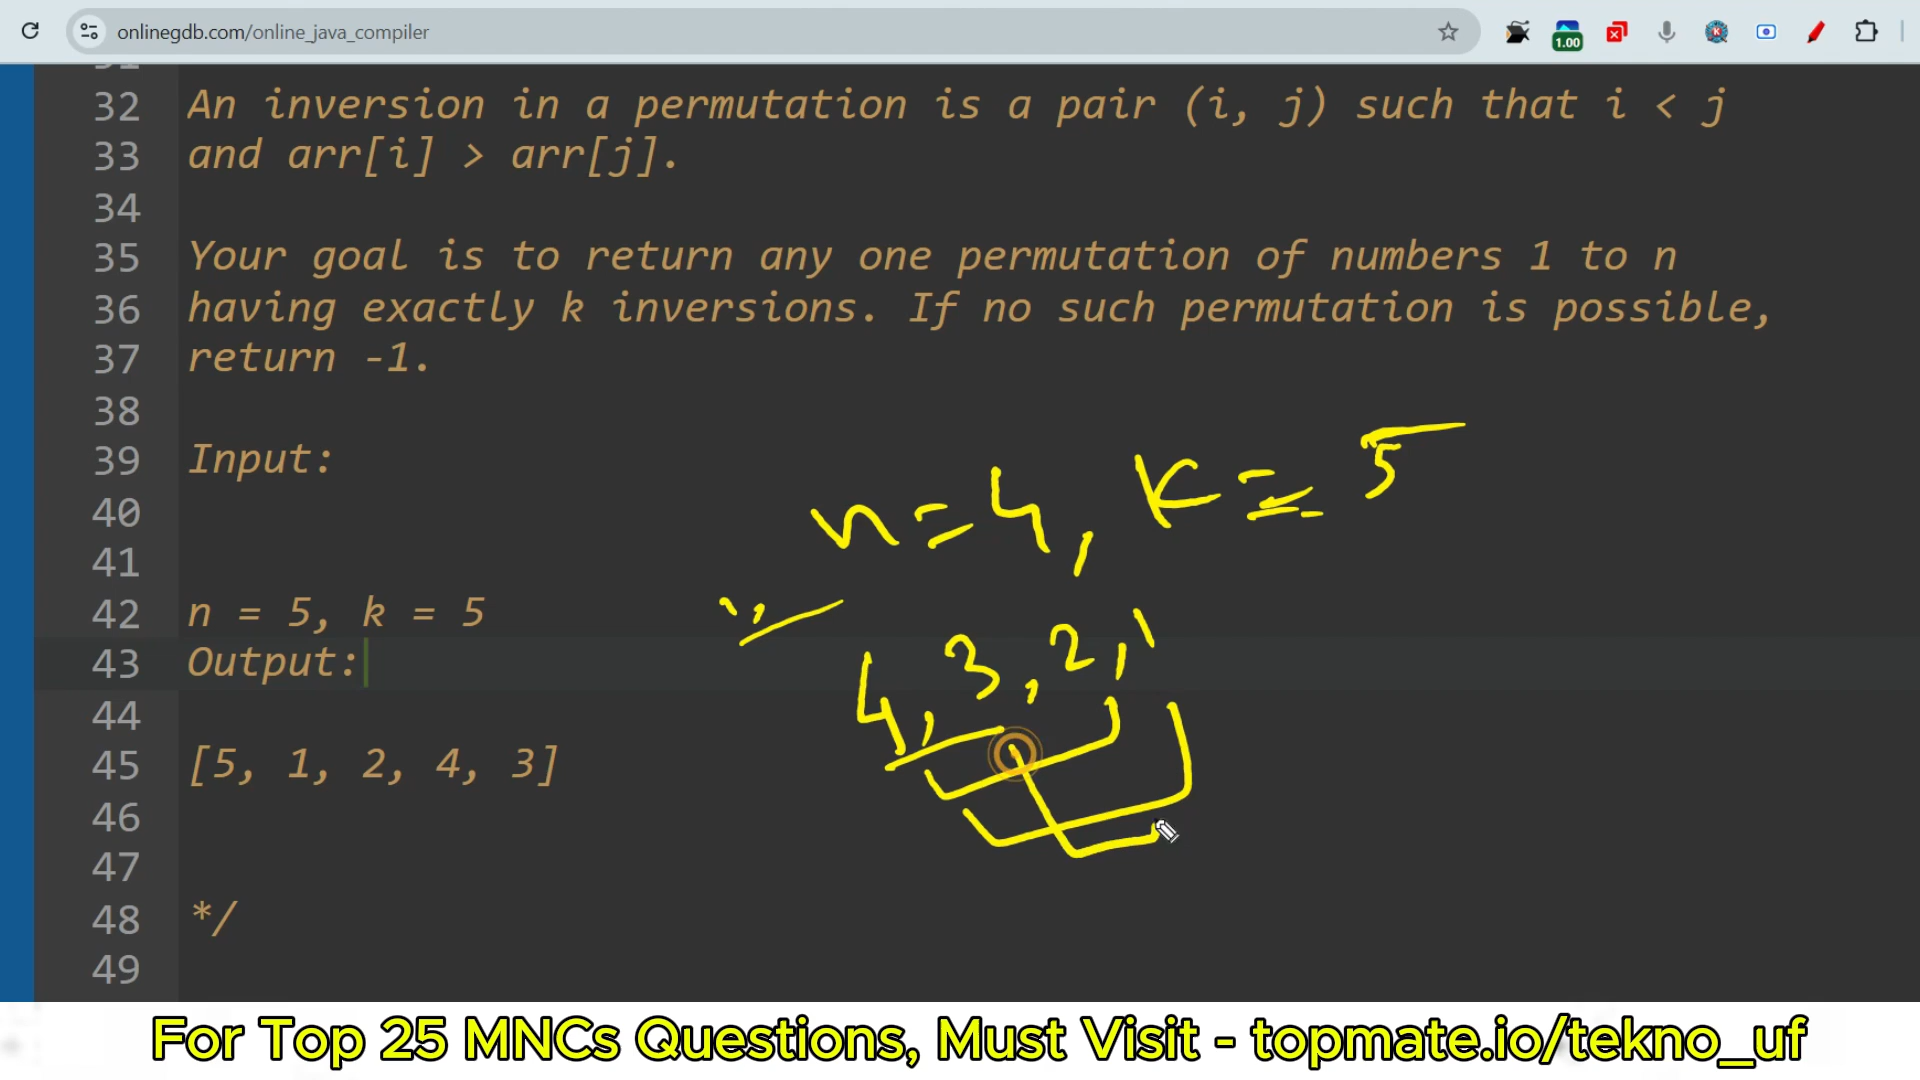 onlinegdb.com/online_java_compiler
1.00
31
32 An inversion in a permutation is a pair (i, j) such that i < j
33 and arr[i] > arr[j].
34
35 Your goal is to return any one permutation of numbers 1 to n
36 having exactly k inversions. If no such permutation is possible,
37 return -1.
38
39 Input:
40
n=4, K= 5
41
42 n = 5, k = 5
4, 3, 2, 1
43 Output:
44
45 [5, 1, 2, 4, 3]
46
47
48 */
49
For Top 25 MNCs Questions, Must Visit - topmate.io/tekno_uf